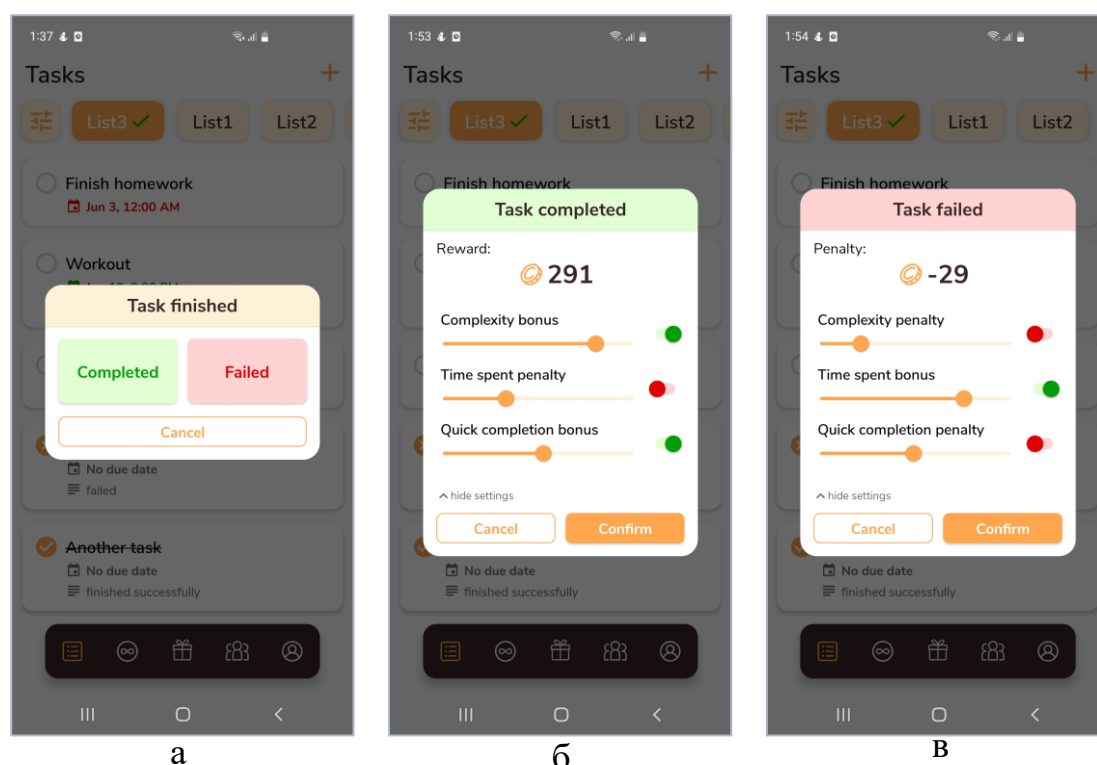 1:37
Tasks
+
List3 List1 List2
Finish homework
Jun 3, 12:00 AM
Workout
Task finished
Completed Failed
Cancel
No due date
failed
Another task
No due date
finished successfully
а
1:53
Tasks
+
List3 List1 List2
Finish homework
Task completed
Reward:
291
Complexity bonus
Time spent penalty
Quick completion bonus
hide settings
Cancel Confirm
No due date
finished successfully
б
1:54
Tasks
+
List3 List1 List2
Finish homework
Task failed
Penalty:
-29
Complexity penalty
Time spent bonus
Quick completion penalty
hide settings
Cancel Confirm
No due date
finished successfully
в